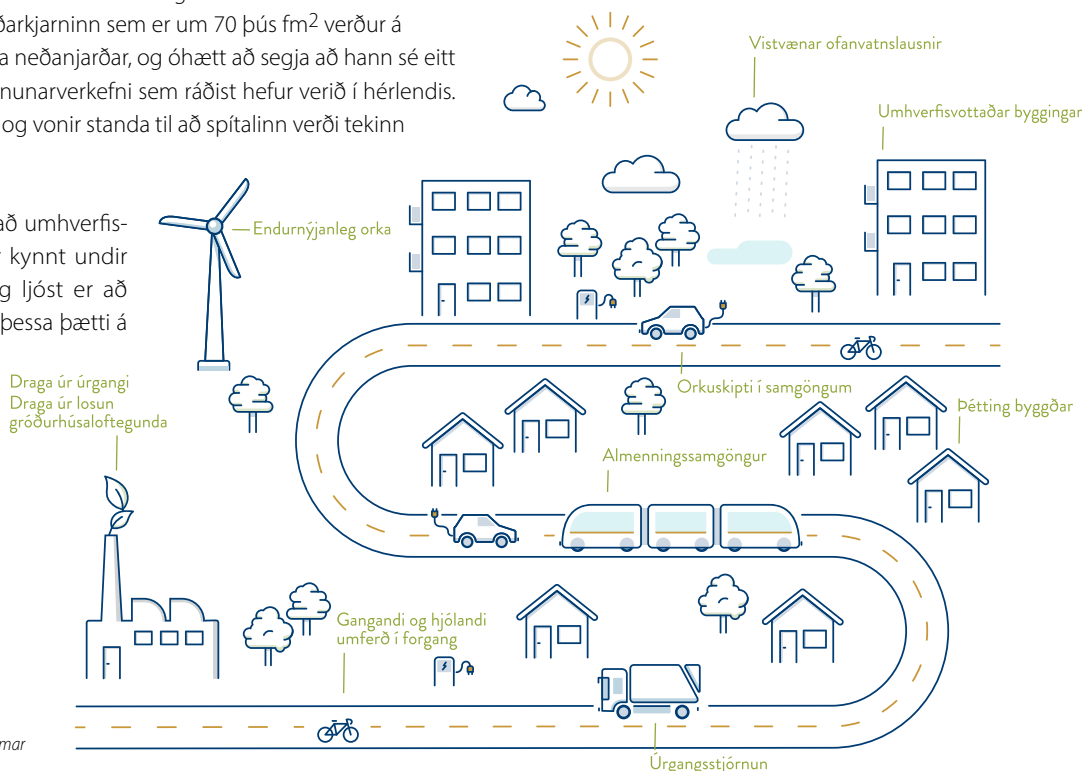 ðarkjarninn sem er um 70 þús fm2 verður á
a neðanjarðar, og óhætt að segja að hann sé eitt
nunarverkefni sem ráðist hefur verið í hérlendis.
og vonir standa til að spítalinn verði tekinn
að umhverfis-
kynnt undir
g ljóst er að
þessa þætti á
Vistvænar ofanvatnslausnir
Umhverfisvottaðar byggingar
Endurnýjanleg orka
Draga úr úrgangi
Draga úr losun
gróðurhúsaloftegunda
Orkuskipti í samgöngum
Þétting byggðar
Almenningssamgöngur
Gangandi og hjólandi
umferð í forgang
Úrgangsstjórnun
mar